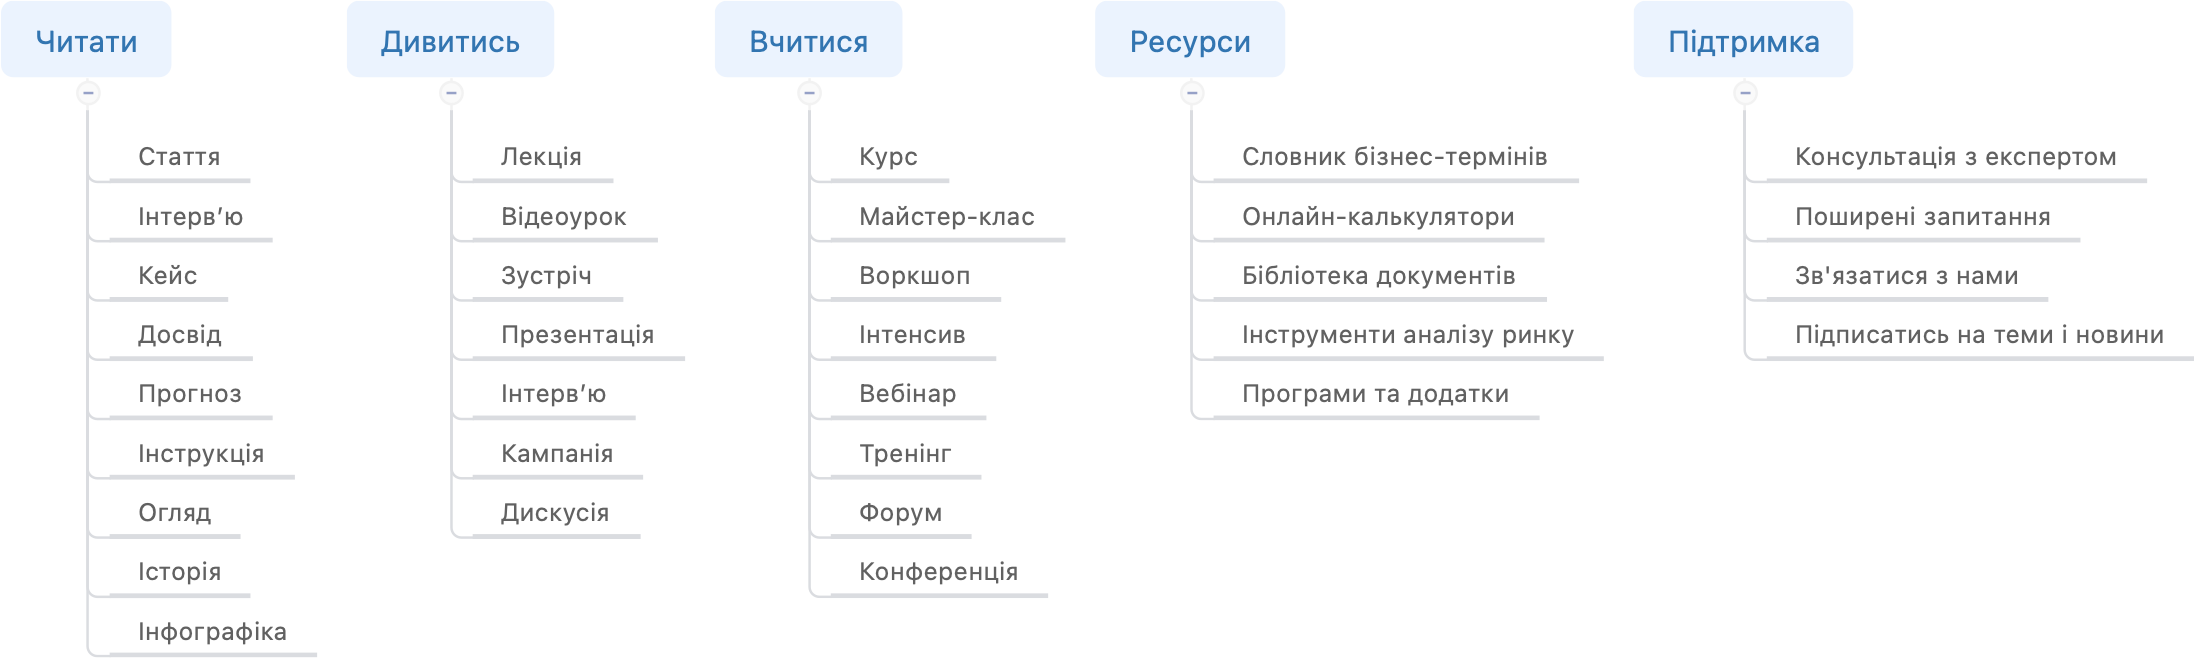 Читати
Стаття
Інтерв’ю
Кейс
Досвід
Прогноз
Інструкція
Огляд
Історія
Інфографіка
Дивитись
Лекція
Відеоурок
Зустріч
Презентація
Інтерв’ю
Кампанія
Дискусія
Вчитися
Курс
Майстер-клас
Воркшоп
Інтенсив
Вебінар
Тренінг
Форум
Конференція
Ресурси
Словник бізнес-термінів
Онлайн-калькулятори
Бібліотека документів
Інструменти аналізу ринку
Програми та додатки
Підтримка
Консультація з експертом
Поширені запитання
Зв'язатися з нами
Підписатись на теми і новини